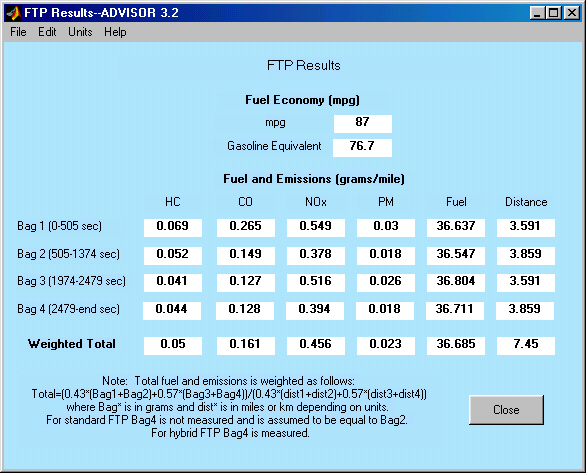 FTP Results--ADVISOR 3.2
File Edit Units Help
FTP Results
Fuel Economy (mpg)
mpg 87
Gasoline Equivalent 76.7
Fuel and Emissions (grams/mile)
HC CO NOx PM Fuel Distance
Bag 1 (0-505 sec) 0.069 0.265 0.549 0.03 36.637 3.591
Bag 2 (505-1374 sec) 0.052 0.149 0.378 0.018 36.547 3.859
Bag 3 (1974-2479 sec) 0.041 0.127 0.516 0.026 36.804 3.591
Bag 4 (2479-end sec) 0.044 0.128 0.394 0.018 36.711 3.859
Weighted Total 0.05 0.161 0.456 0.023 36.685 7.45
Note: Total fuel and emissions is weighted as follows:
Total=(0.43*(Bag1+Bag2)+0.57*(Bag3+Bag4))/(0.43*(dist1+dist2)+0.57*(dist3+dist4))
where Bag* is in grams and dist* is in miles or km depending on units.
For standard FTP Bag4 is not measured and is assumed to be equal to Bag2.
For hybrid FTP Bag4 is measured.
Close